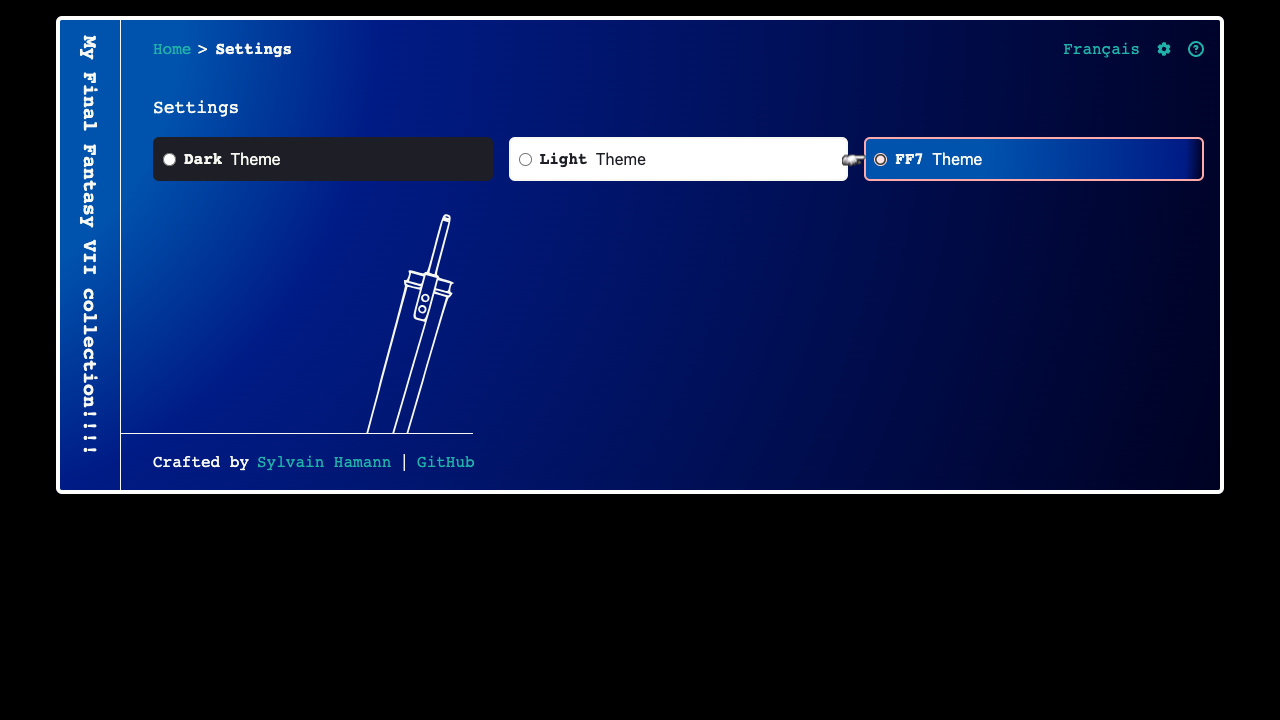 My Final Fantasy VII collection!!!!
Home > Settings
Français
Settings
Dark Theme
Light Theme
FF7 Theme
Crafted by Sylvain Hamann | GitHub